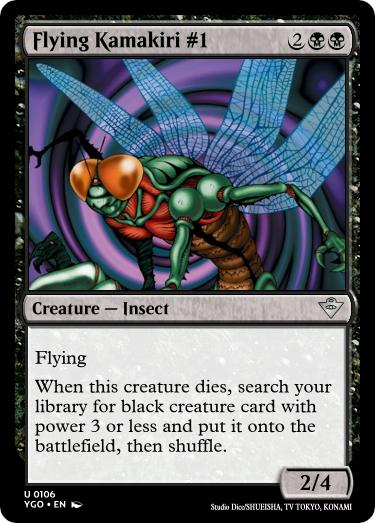 Flying Kamakiri #1 2
Creature — Insect
Flying
When this creature dies, search your
library for black creature card with
power 3 or less and put it onto the
battlefield, then shuffle.
2/4
U 0106
YGO • EN
Studio Dice/SHUEISHA, TV TOKYO, KONAMI